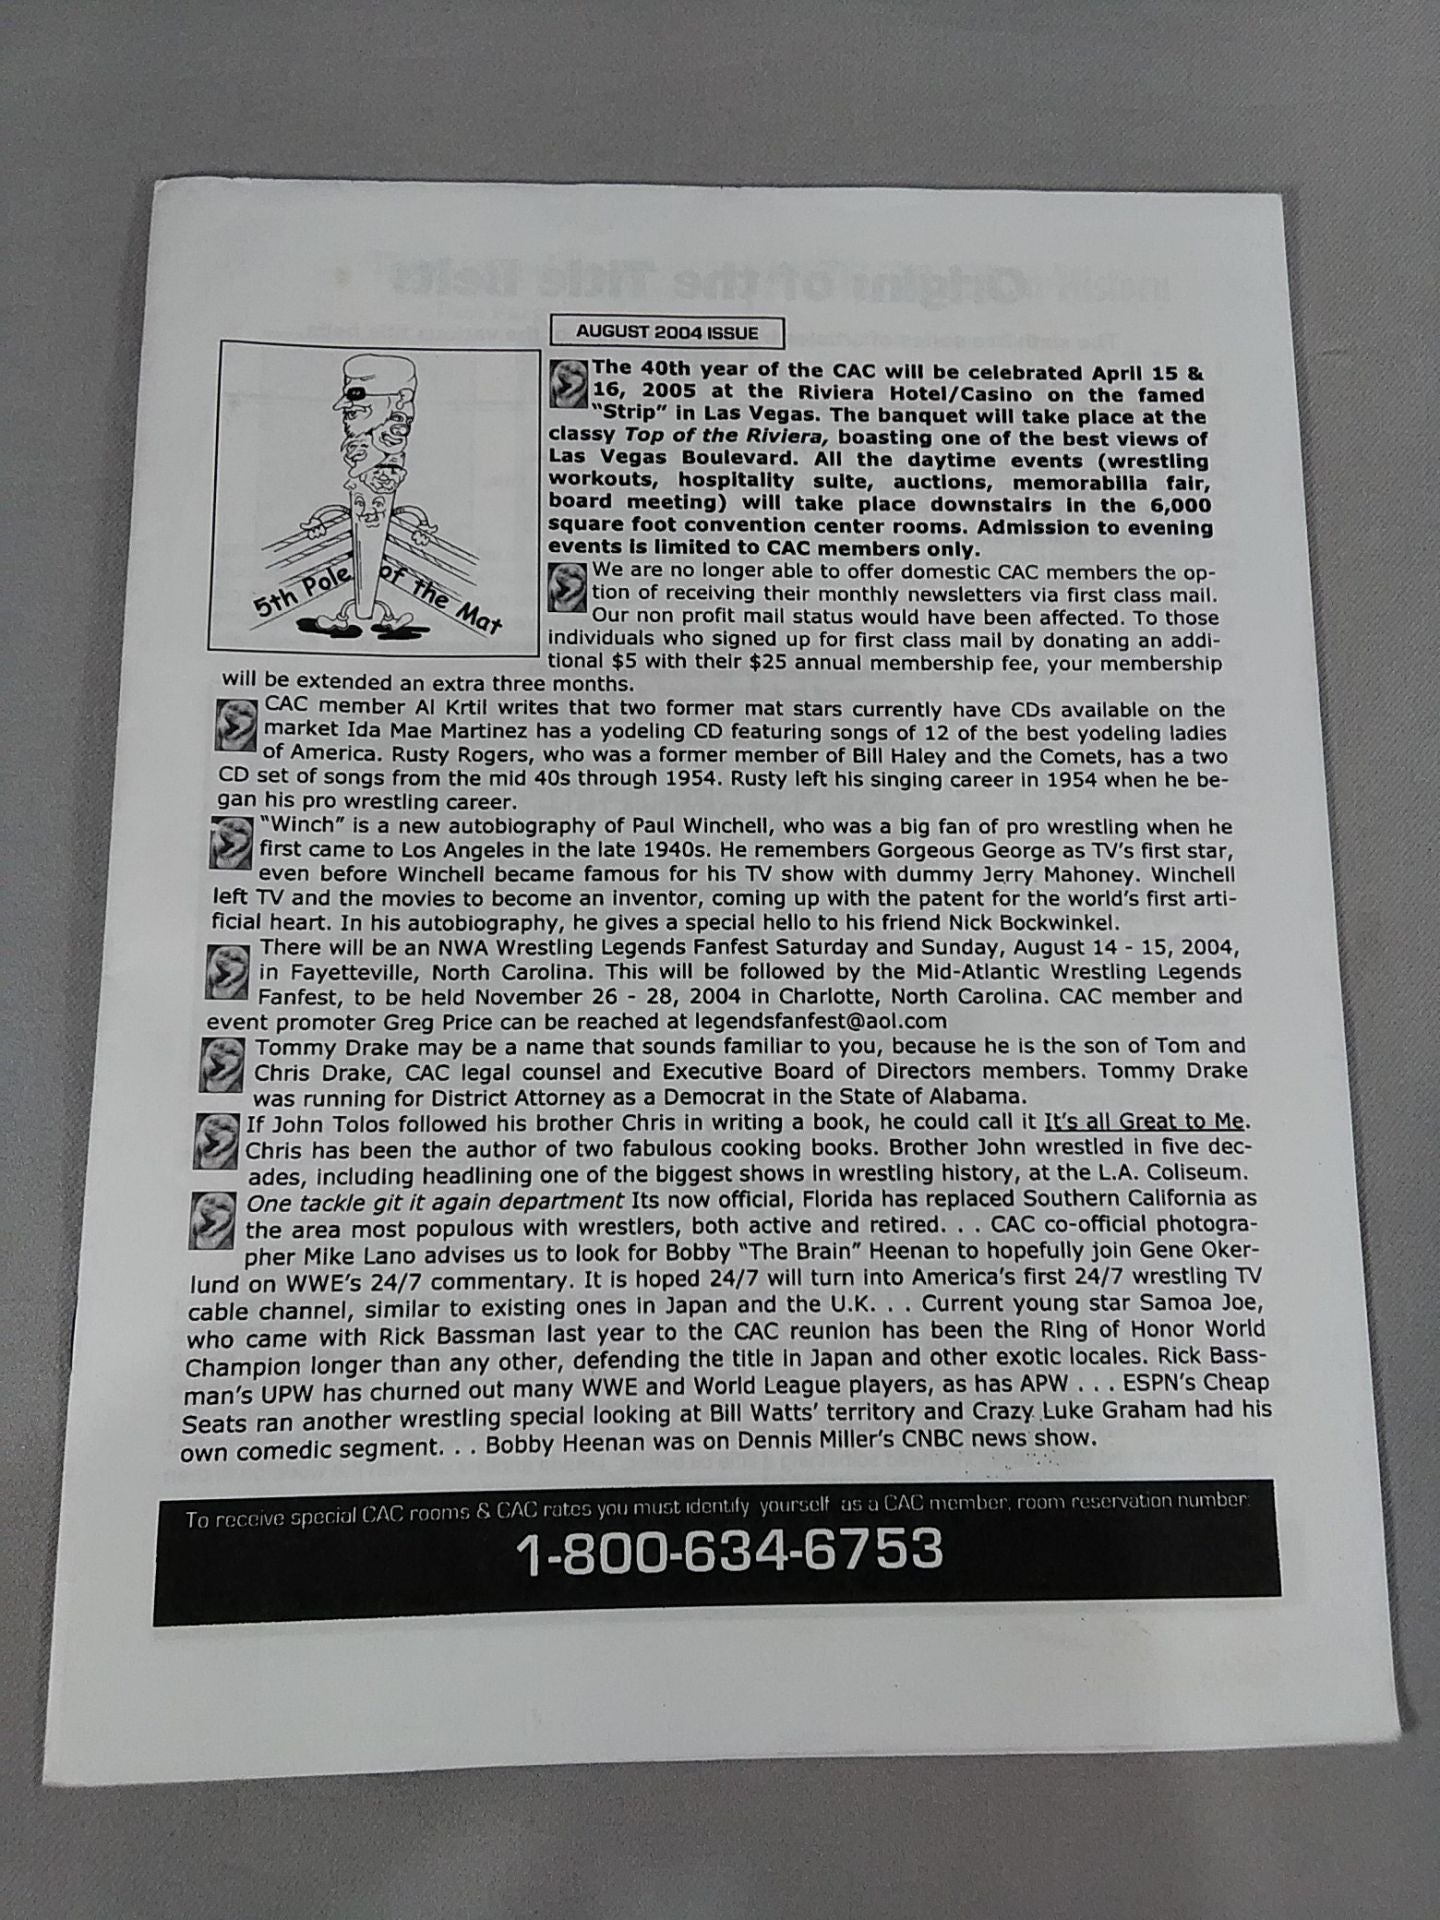 AUGUST 2004 ISSUE
5th Pole of the Mat
The 40th year of the CAC will be celebrated April 15 &
16, 2005 at the Riviera Hotel/Casino on the famed
"Strip" in Las Vegas. The banquet will take place at the
classy Top of the Riviera, boasting one of the best views of
Las Vegas Boulevard. All the daytime events (wrestling
workouts, hospitality suite, auctions, memorabilia fair,
board meeting) will take place downstairs in the 6,000
square foot convention center rooms. Admission to evening
events is limited to CAC members only.
We are no longer able to offer domestic CAC members the op-
tion of receiving their monthly newsletters via first class mail.
Our non profit mail status would have been affected. To those
individuals who signed up for first class mail by donating an addi-
tional $5 with their $25 annual membership fee, your membership
will be extended an extra three months.
CAC member Al Krtil writes that two former mat stars currently have CDs available on the
market Ida Mae Martinez has a yodeling CD featuring songs of 12 of the best yodeling ladies
of America. Rusty Rogers, who was a former member of Bill Haley and the Comets, has a two
CD set of songs from the mid 40s through 1954. Rusty left his singing career in 1954 when he be-
gan his pro wrestling career.
"Winch" is a new autobiography of Paul Winchell, who was a big fan of pro wrestling when he
first came to Los Angeles in the late 1940s. He remembers Gorgeous George as TV's first star,
even before Winchell became famous for his TV show with dummy Jerry Mahoney. Winchell
left TV and the movies to become an inventor, coming up with the patent for the world's first arti-
ficial heart. In his autobiography, he gives a special hello to his friend Nick Bockwinkel.
There will be an NWA Wrestling Legends Fanfest Saturday and Sunday, August 14 - 15, 2004,
in Fayetteville, North Carolina. This will be followed by the Mid-Atlantic Wrestling Legends
Fanfest, to be held November 26 - 28, 2004 in Charlotte, North Carolina. CAC member and
event promoter Greg Price can be reached at legendsfanfest@aol.com
Tommy Drake may be a name that sounds familiar to you, because he is the son of Tom and
Chris Drake, CAC legal counsel and Executive Board of Directors members. Tommy Drake
was running for District Attorney as a Democrat in the State of Alabama.
If John Tolos followed his brother Chris in writing a book, he could call it It's all Great to Me.
Chris has been the author of two fabulous cooking books. Brother John wrestled in five dec-
ades, including headlining one of the biggest shows in wrestling history, at the L.A. Coliseum.
One tackle git it again department Its now official, Florida has replaced Southern California as
the area most populous with wrestlers, both active and retired. . . CAC co-official photogra-
pher Mike Lano advises us to look for Bobby "The Brain" Heenan to hopefully join Gene Oker-
lund on WWE's 24/7 commentary. It is hoped 24/7 will turn into America's first 24/7 wrestling TV
cable channel, similar to existing ones in Japan and the U.K. . . Current young star Samoa Joe,
who came with Rick Bassman last year to the CAC reunion has been the Ring of Honor World
Champion longer than any other, defending the title in Japan and other exotic locales. Rick Bass-
man's UPW has churned out many WWE and World League players, as has APW . . . ESPN's Cheap
Seats ran another wrestling special looking at Bill Watts' territory and Crazy Luke Graham had his
own comedic segment. . . Bobby Heenan was on Dennis Miller's CNBC news show.
To receive special CAC rooms & CAC rates you must identify yourself as a CAC member, room reservation number:
1-800-634-6753